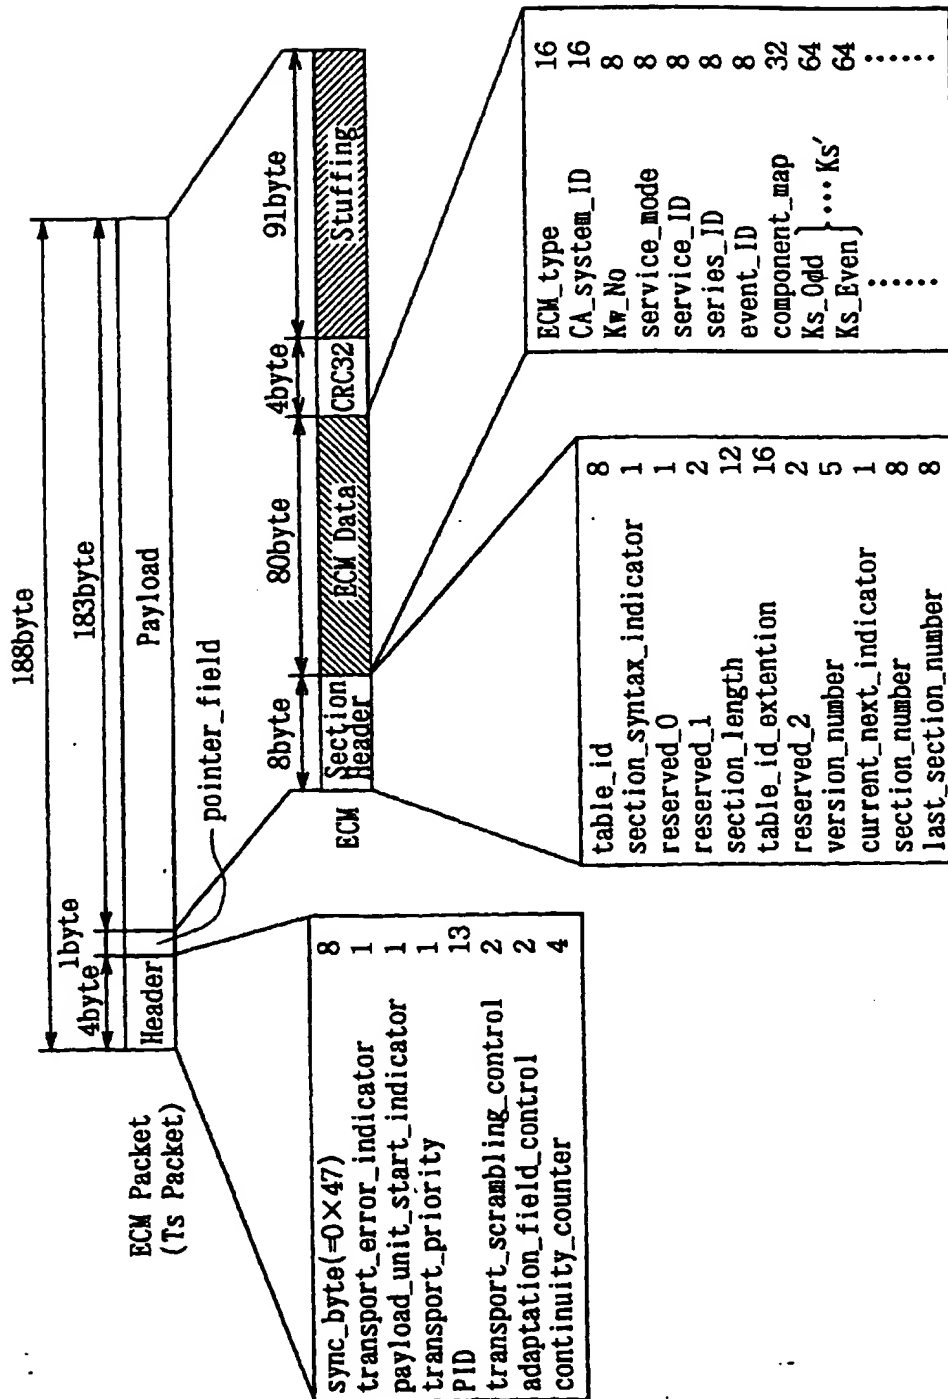 188byte
4byte 1byte 183byte
ECM Packet
(Ts Packet)
Header Payload
pointer_field
8byte 80byte 4byte 91byte
ECM
Section
Header
ECM Data
CRC32
Stuffing
sync_byte(=0×47) 8
transport_error_indicator 1
payload_unit_start_indicator 1
transport_priority 1
PID 13
transport_scrambling_control 2
adaptation_field_control 2
continuity_counter 4
table_id 8
section_syntax_indicator 1
reserved_0 1
reserved_1 2
section_length 12
table_id_extention 16
reserved_2 2
version_number 5
current_next_indicator 1
section_number 8
last_section_number 8
ECM_type 16
CA_system_ID 16
Kw_No 8
service_mode 8
service_ID 8
series_ID 8
event_ID 8
component_map 32
Ks_Odd 64
Ks_Even 64
} ···· Ks′
······ ······